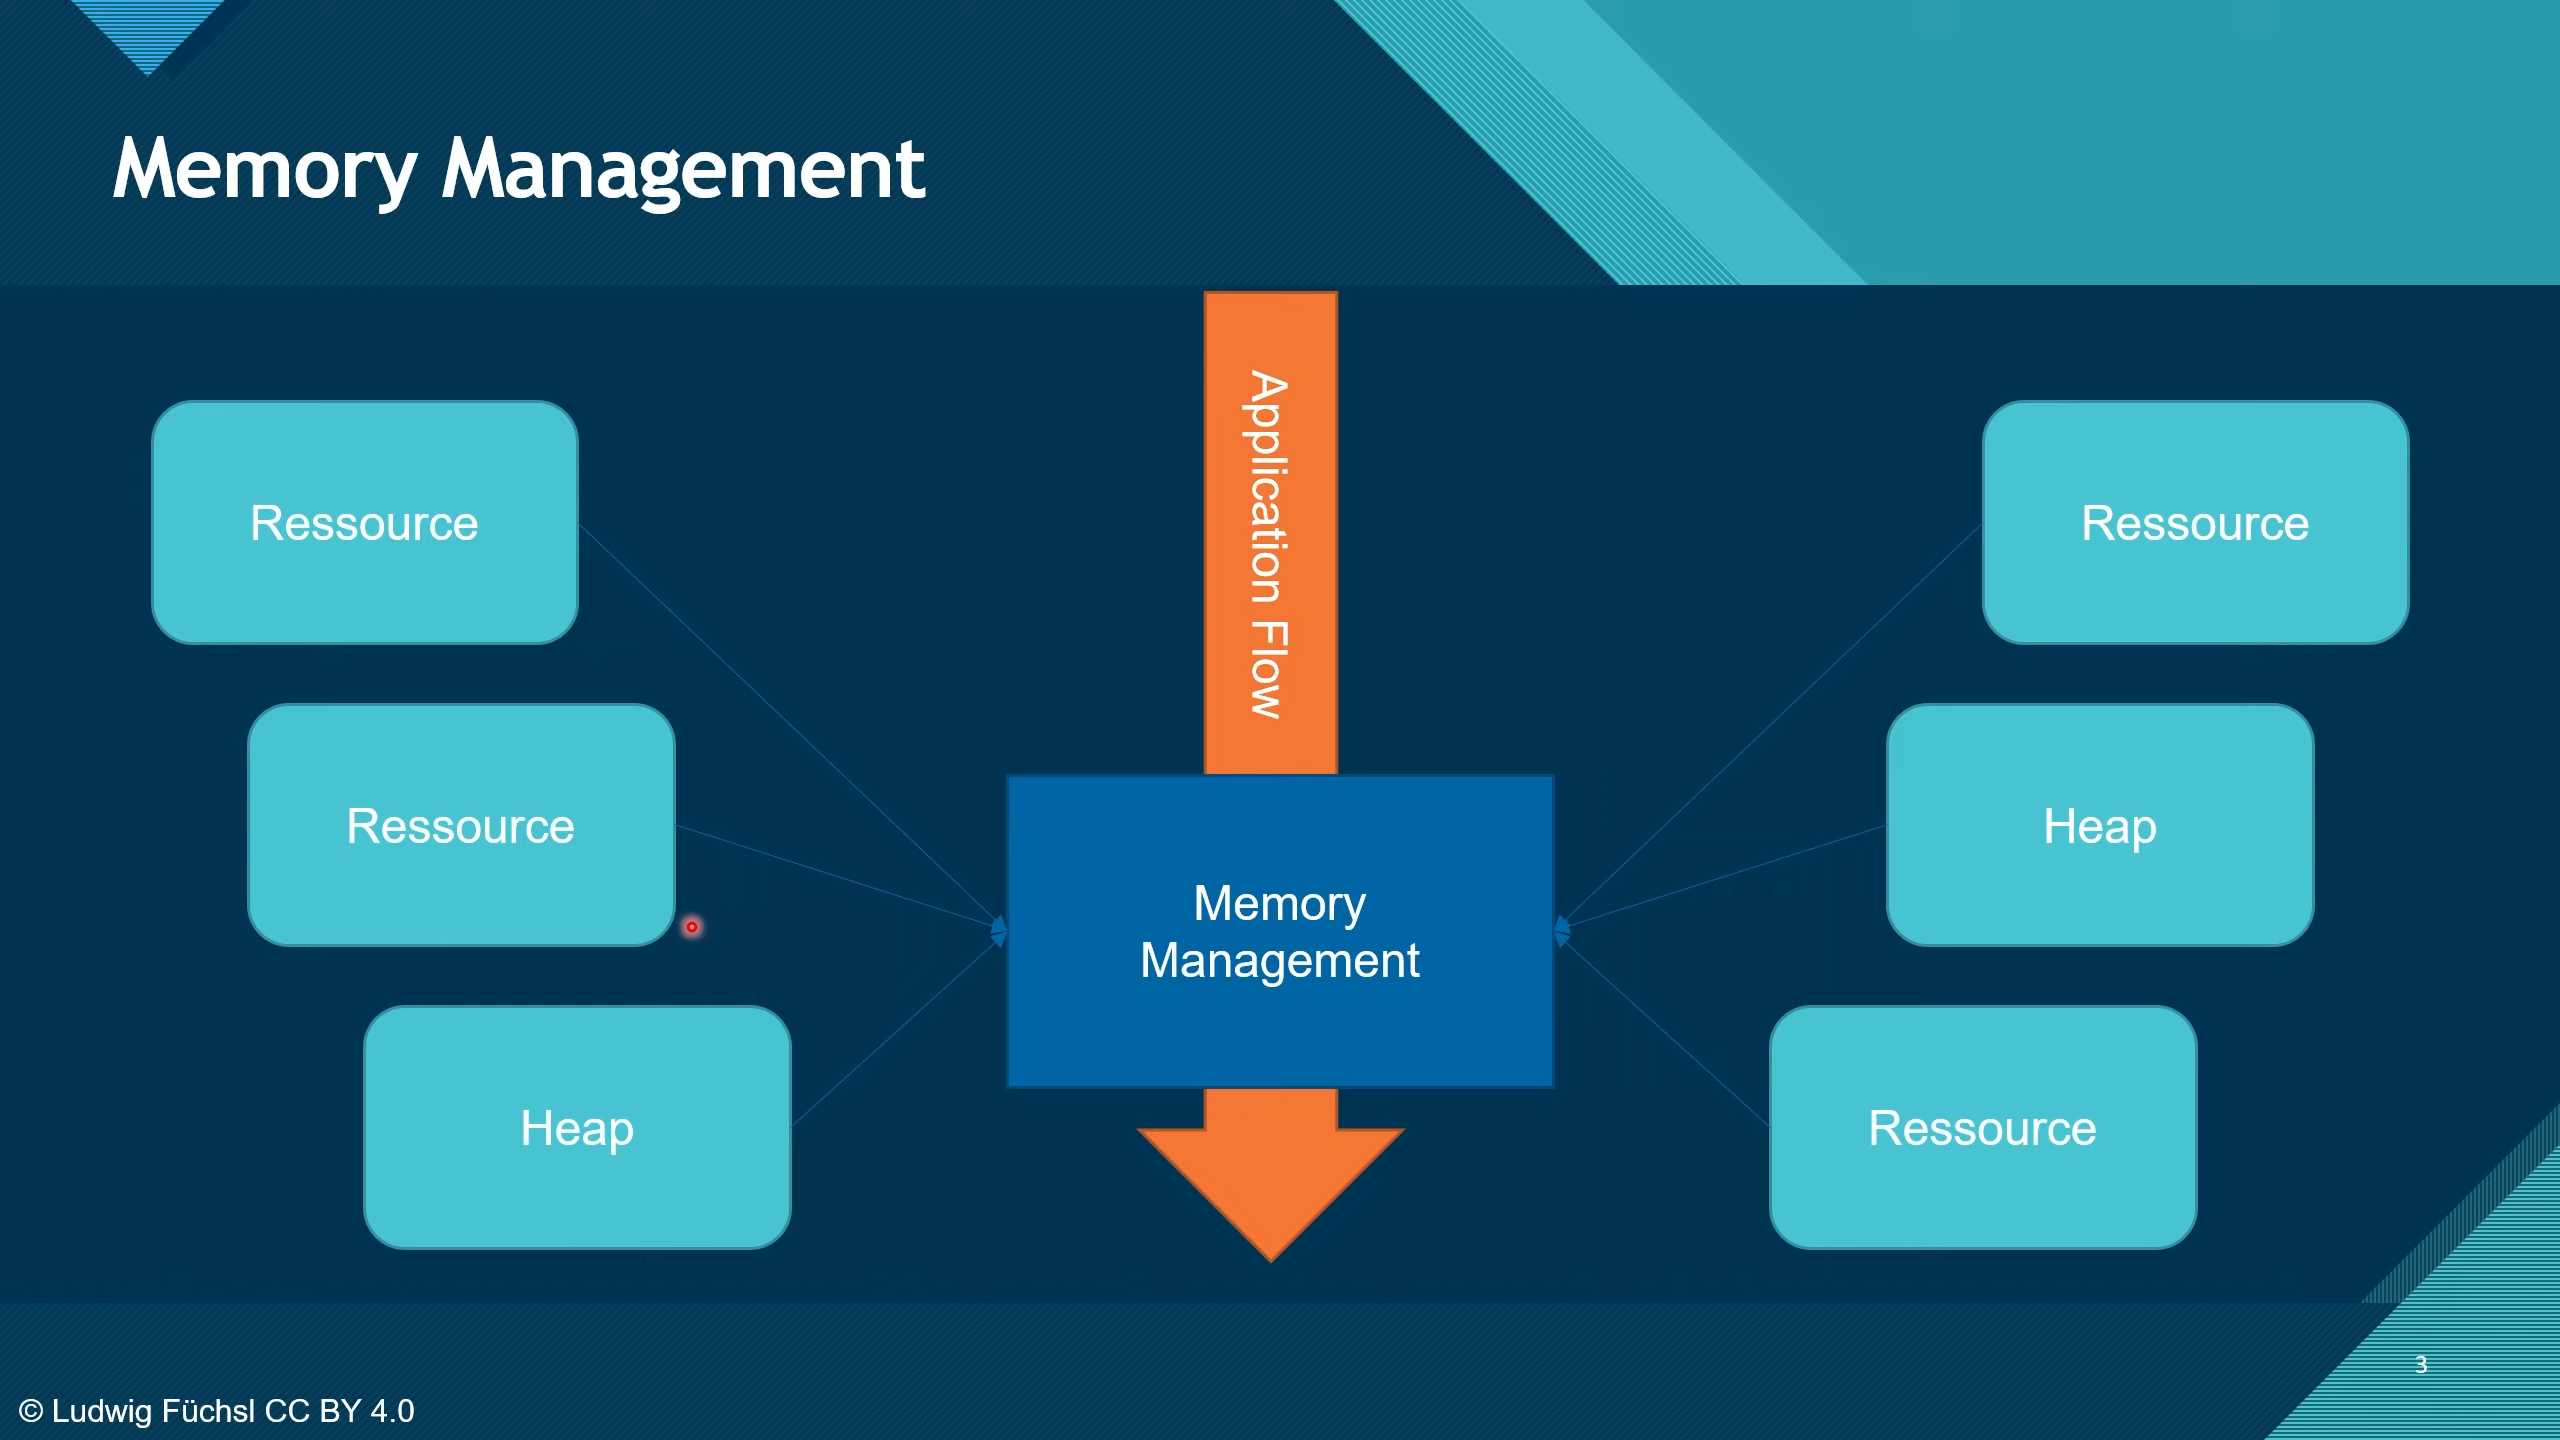 Memory Management
Application Flow
Ressource
Ressource
Ressource
Heap
Memory
Management
Heap
Ressource
3
© Ludwig Füchsl CC BY 4.0